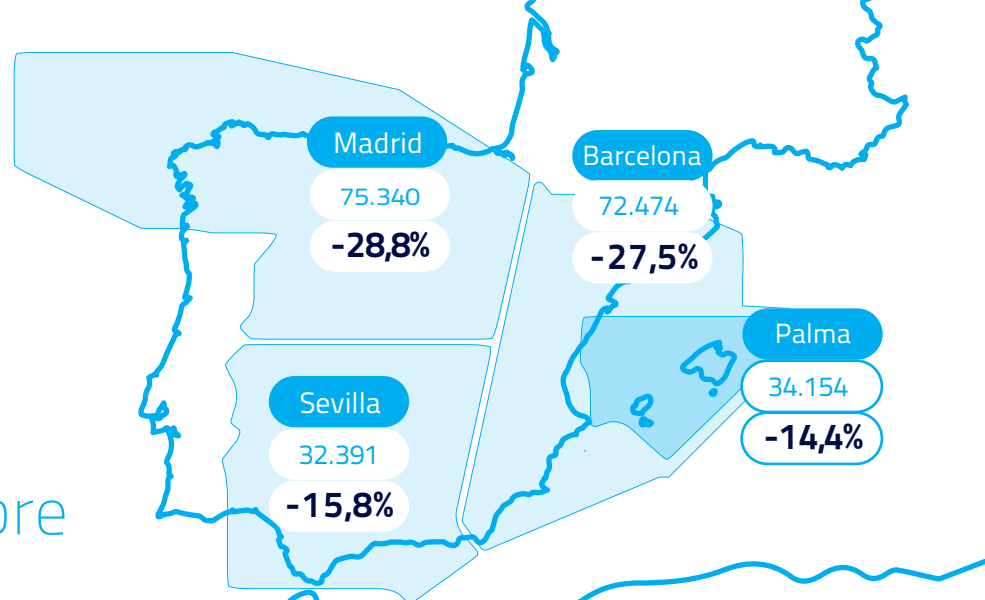 Madrid
75.340
-28,8%
Barcelona
72.474
-27,5%
Palma
34.154
-14,4%
Sevilla
32.391
-15,8%